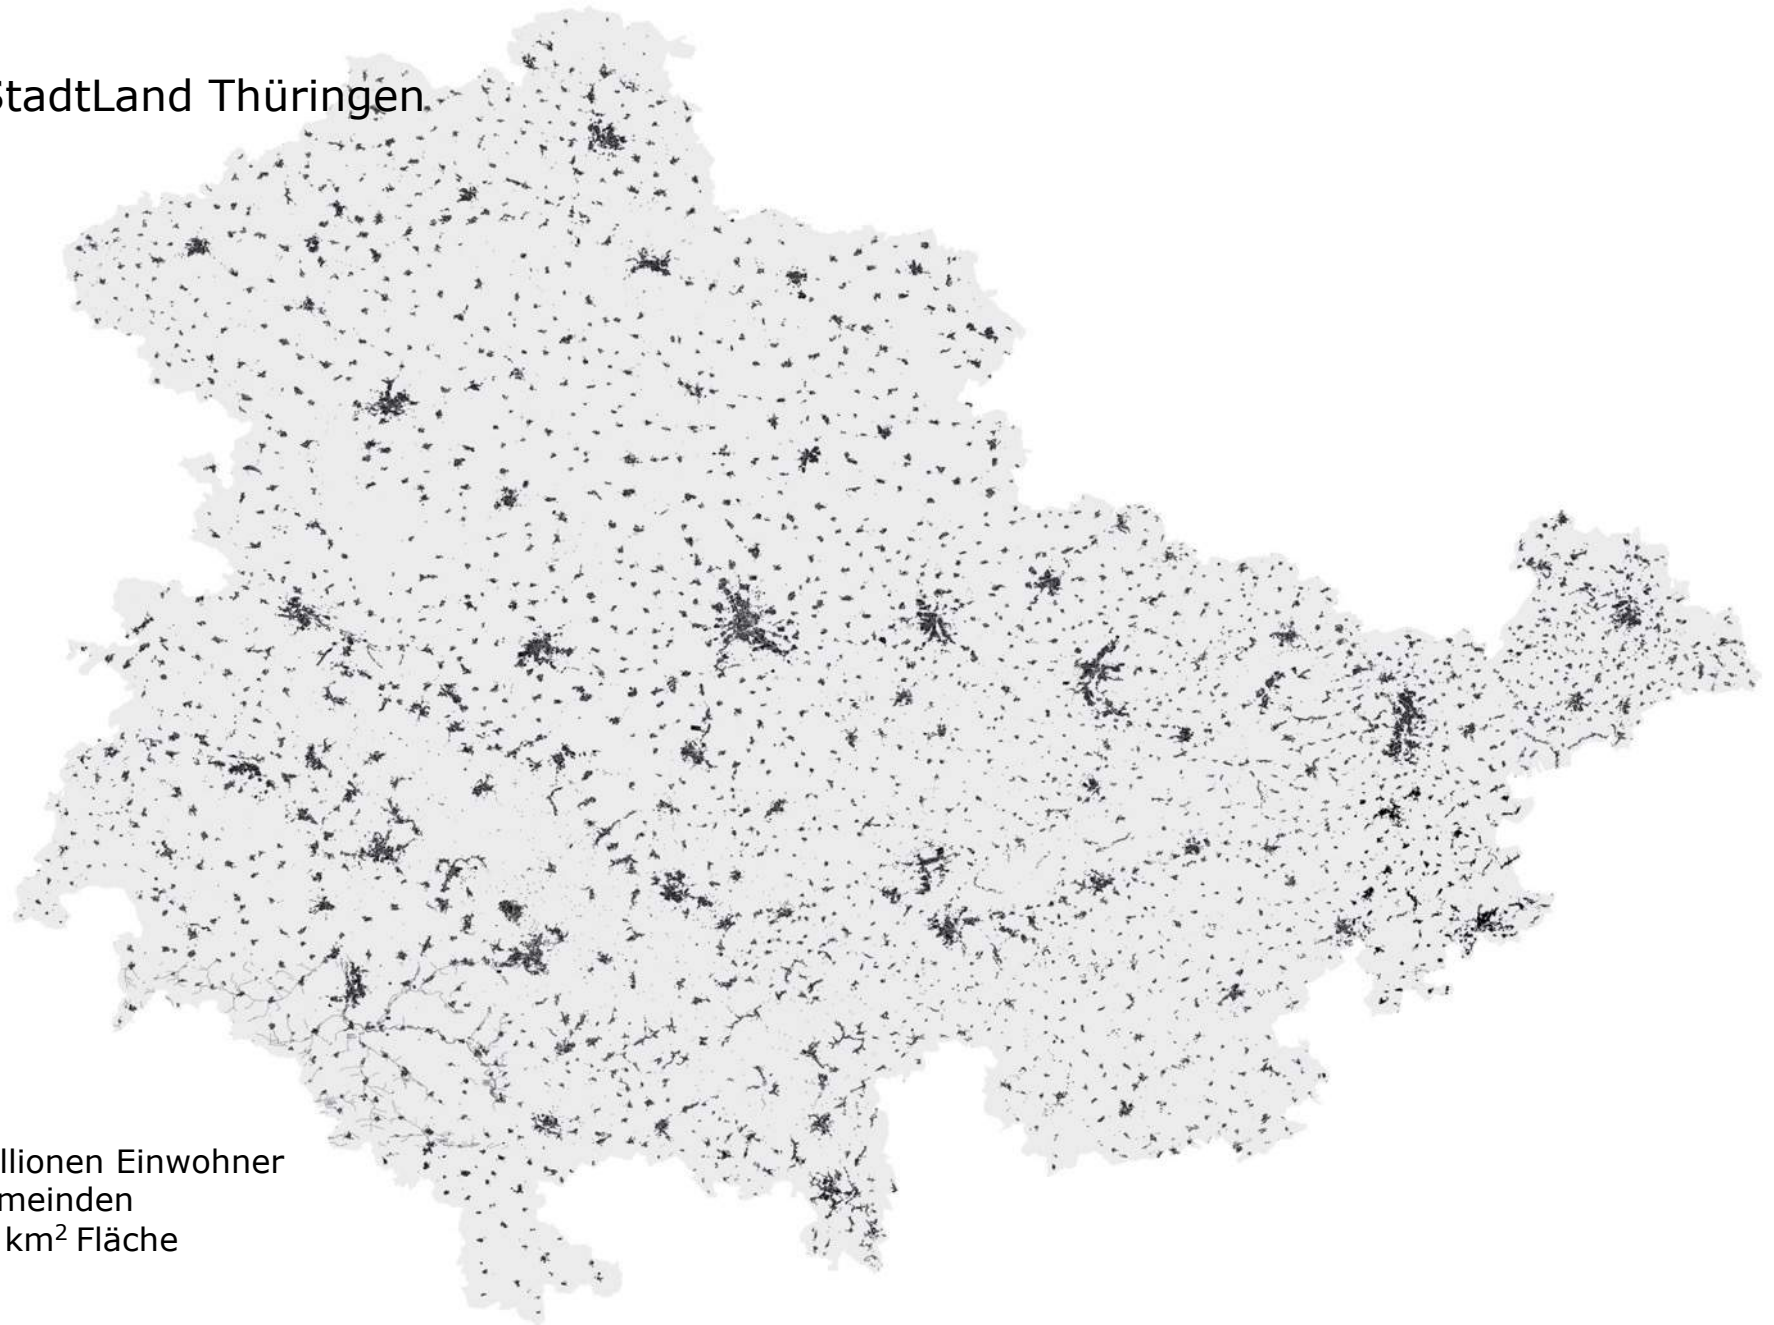 StadtLand Thüringen
llionen Einwohner
meinden
km² Fläche